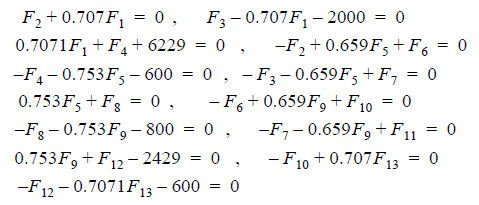 F₂ + 0.707F₁ = 0 , F₃ – 0.707F₁ – 2000 = 0
0.7071F₁ + F₄ + 6229 = 0 , –F₂ + 0.659F₅ + F₆ = 0
–F₄ – 0.753F₅ – 600 = 0 , –F₃ – 0.659F₅ + F₇ = 0
0.753F₅ + F₈ = 0 , –F₆ + 0.659F₉ + F₁₀ = 0
–F₈ – 0.753F₉ – 800 = 0 , –F₇ – 0.659F₉ + F₁₁ = 0
0.753F₉ + F₁₂ – 2429 = 0 , –F₁₀ + 0.707F₁₃ = 0
–F₁₂ – 0.7071F₁₃ – 600 = 0